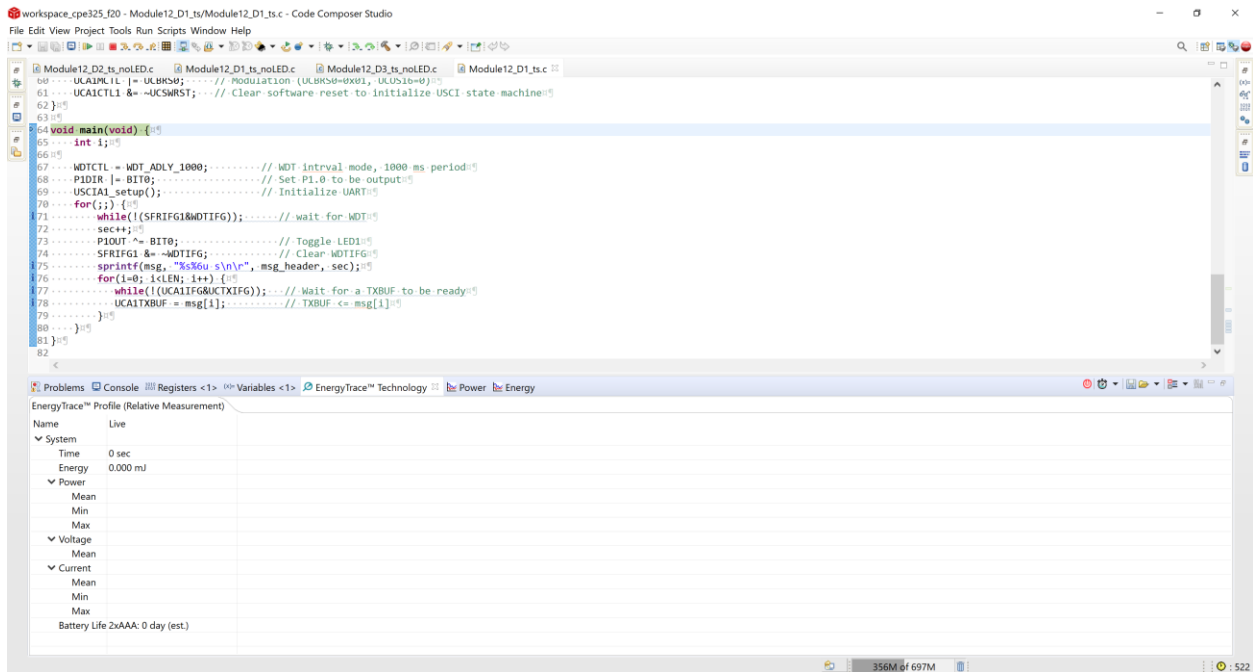 workspace_cpe325_f20 - Module12_D1_ts/Module12_D1_ts.c - Code Composer Studio
File Edit View Project Tools Run Scripts Window Help
Module12_D2_ts_noLED.c Module12_D1_ts_noLED.c Module12_D3_ts_noLED.c Module12_D1_ts.c
60 UCA1MCTL |= UCBRS0; // Modulation (UCBRS0=0x01, UCOS16=0)
61 UCA1CTL1 &= ~UCSWRST; // Clear software reset to initialize USCI state machine
62 }
63
64 void main(void) {
65 int i;
66
67 WDTCTL = WDT_ADLY_1000; // WDT intrval mode, 1000 ms period
68 P1DIR |= BIT0; // Set P1.0 to be output
69 USCIA1_setup(); // Initialize UART
70 for(;;) {
71 while(!(SFRIFG1&WDTIFG)); // wait for WDT
72 sec++;
73 P1OUT ^= BIT0; // Toggle LED1
74 SFRIFG1 &= ~WDTIFG; // Clear WDTIFG
75 sprintf(msg, "%s%6u s\n\r", msg_header, sec);
76 for(i=0; i<LEN; i++) {
77 while(!(UCA1IFG&UCTXIFG)); // Wait for a TXBUF to be ready
78 UCA1TXBUF = msg[i]; // TXBUF <= msg[i]
79 }
80 }
81 }
82
Problems Console Registers <1> (x)= Variables <1> EnergyTrace™ Technology Power Energy
EnergyTrace™ Profile (Relative Measurement)
Name Live
System
Time 0 sec
Energy 0.000 mJ
Power
Mean
Min
Max
Voltage
Mean
Current
Mean
Min
Max
Battery Life 2xAAA: 0 day (est.)
356M of 697M : 522